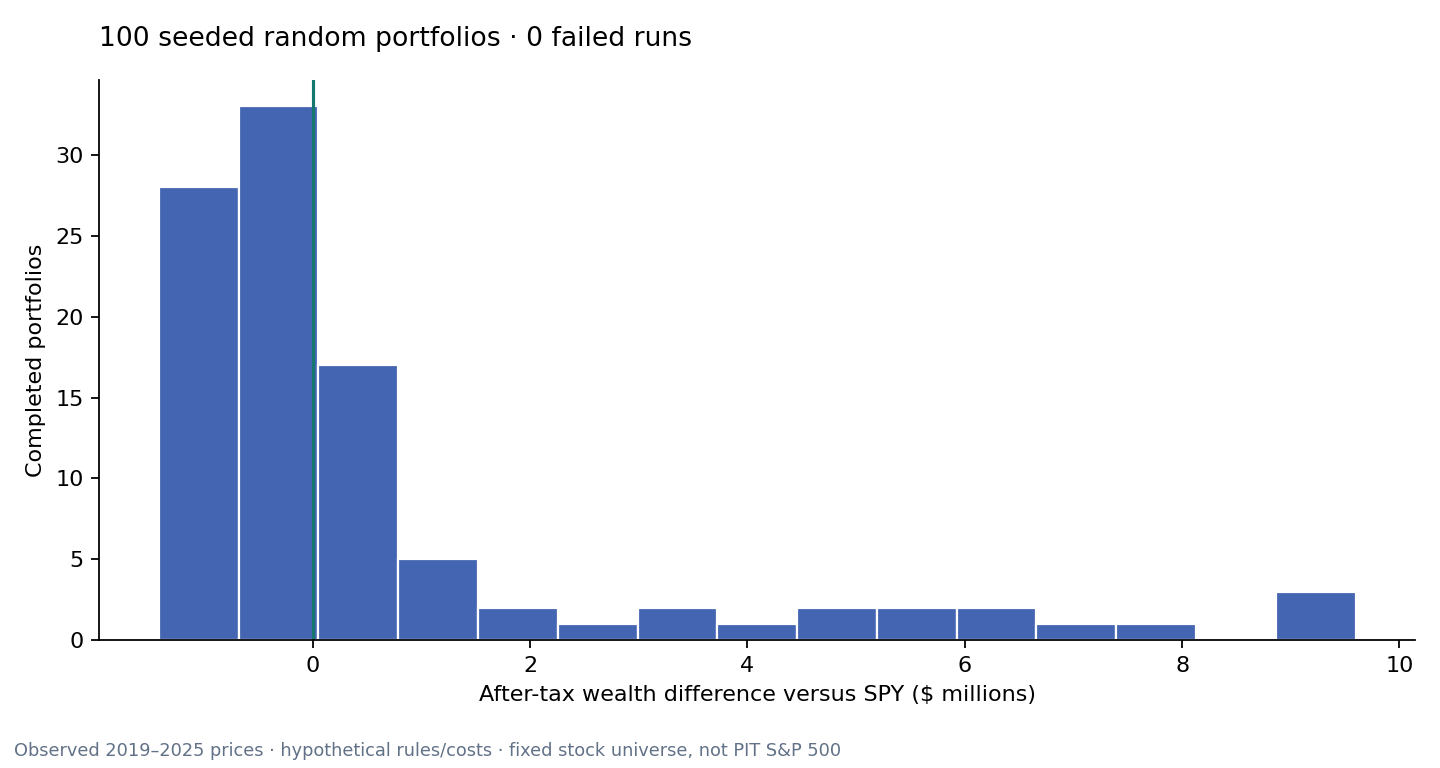 100 seeded random portfolios · 0 failed runs
30
25
20
15
10
5
0
Completed portfolios
0 2 4 6 8 10
After-tax wealth difference versus SPY ($ millions)
Observed 2019–2025 prices · hypothetical rules/costs · fixed stock universe, not PIT S&P 500